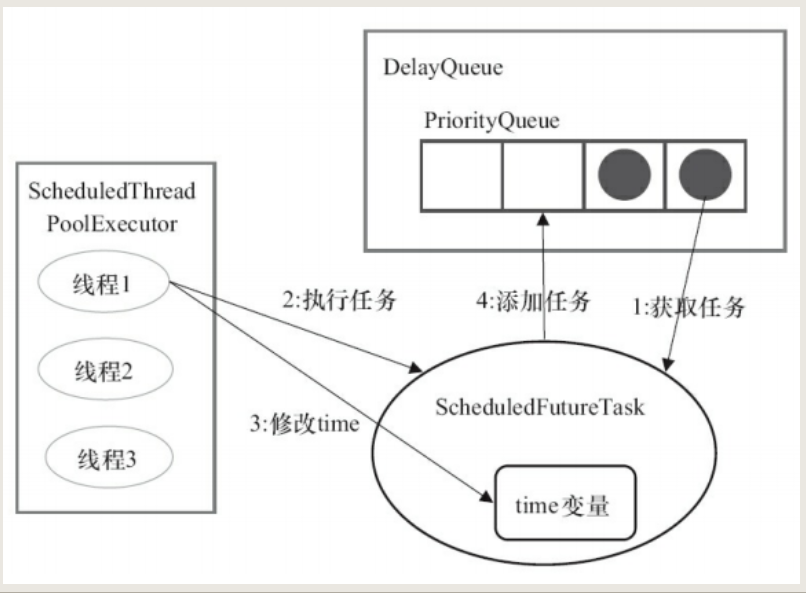 DelayQueue
PriorityQueue
ScheduledThread
PoolExecutor
线程1
线程2
线程3
2:执行任务
4:添加任务
1:获取任务
3:修改time
ScheduledFutureTask
time变量